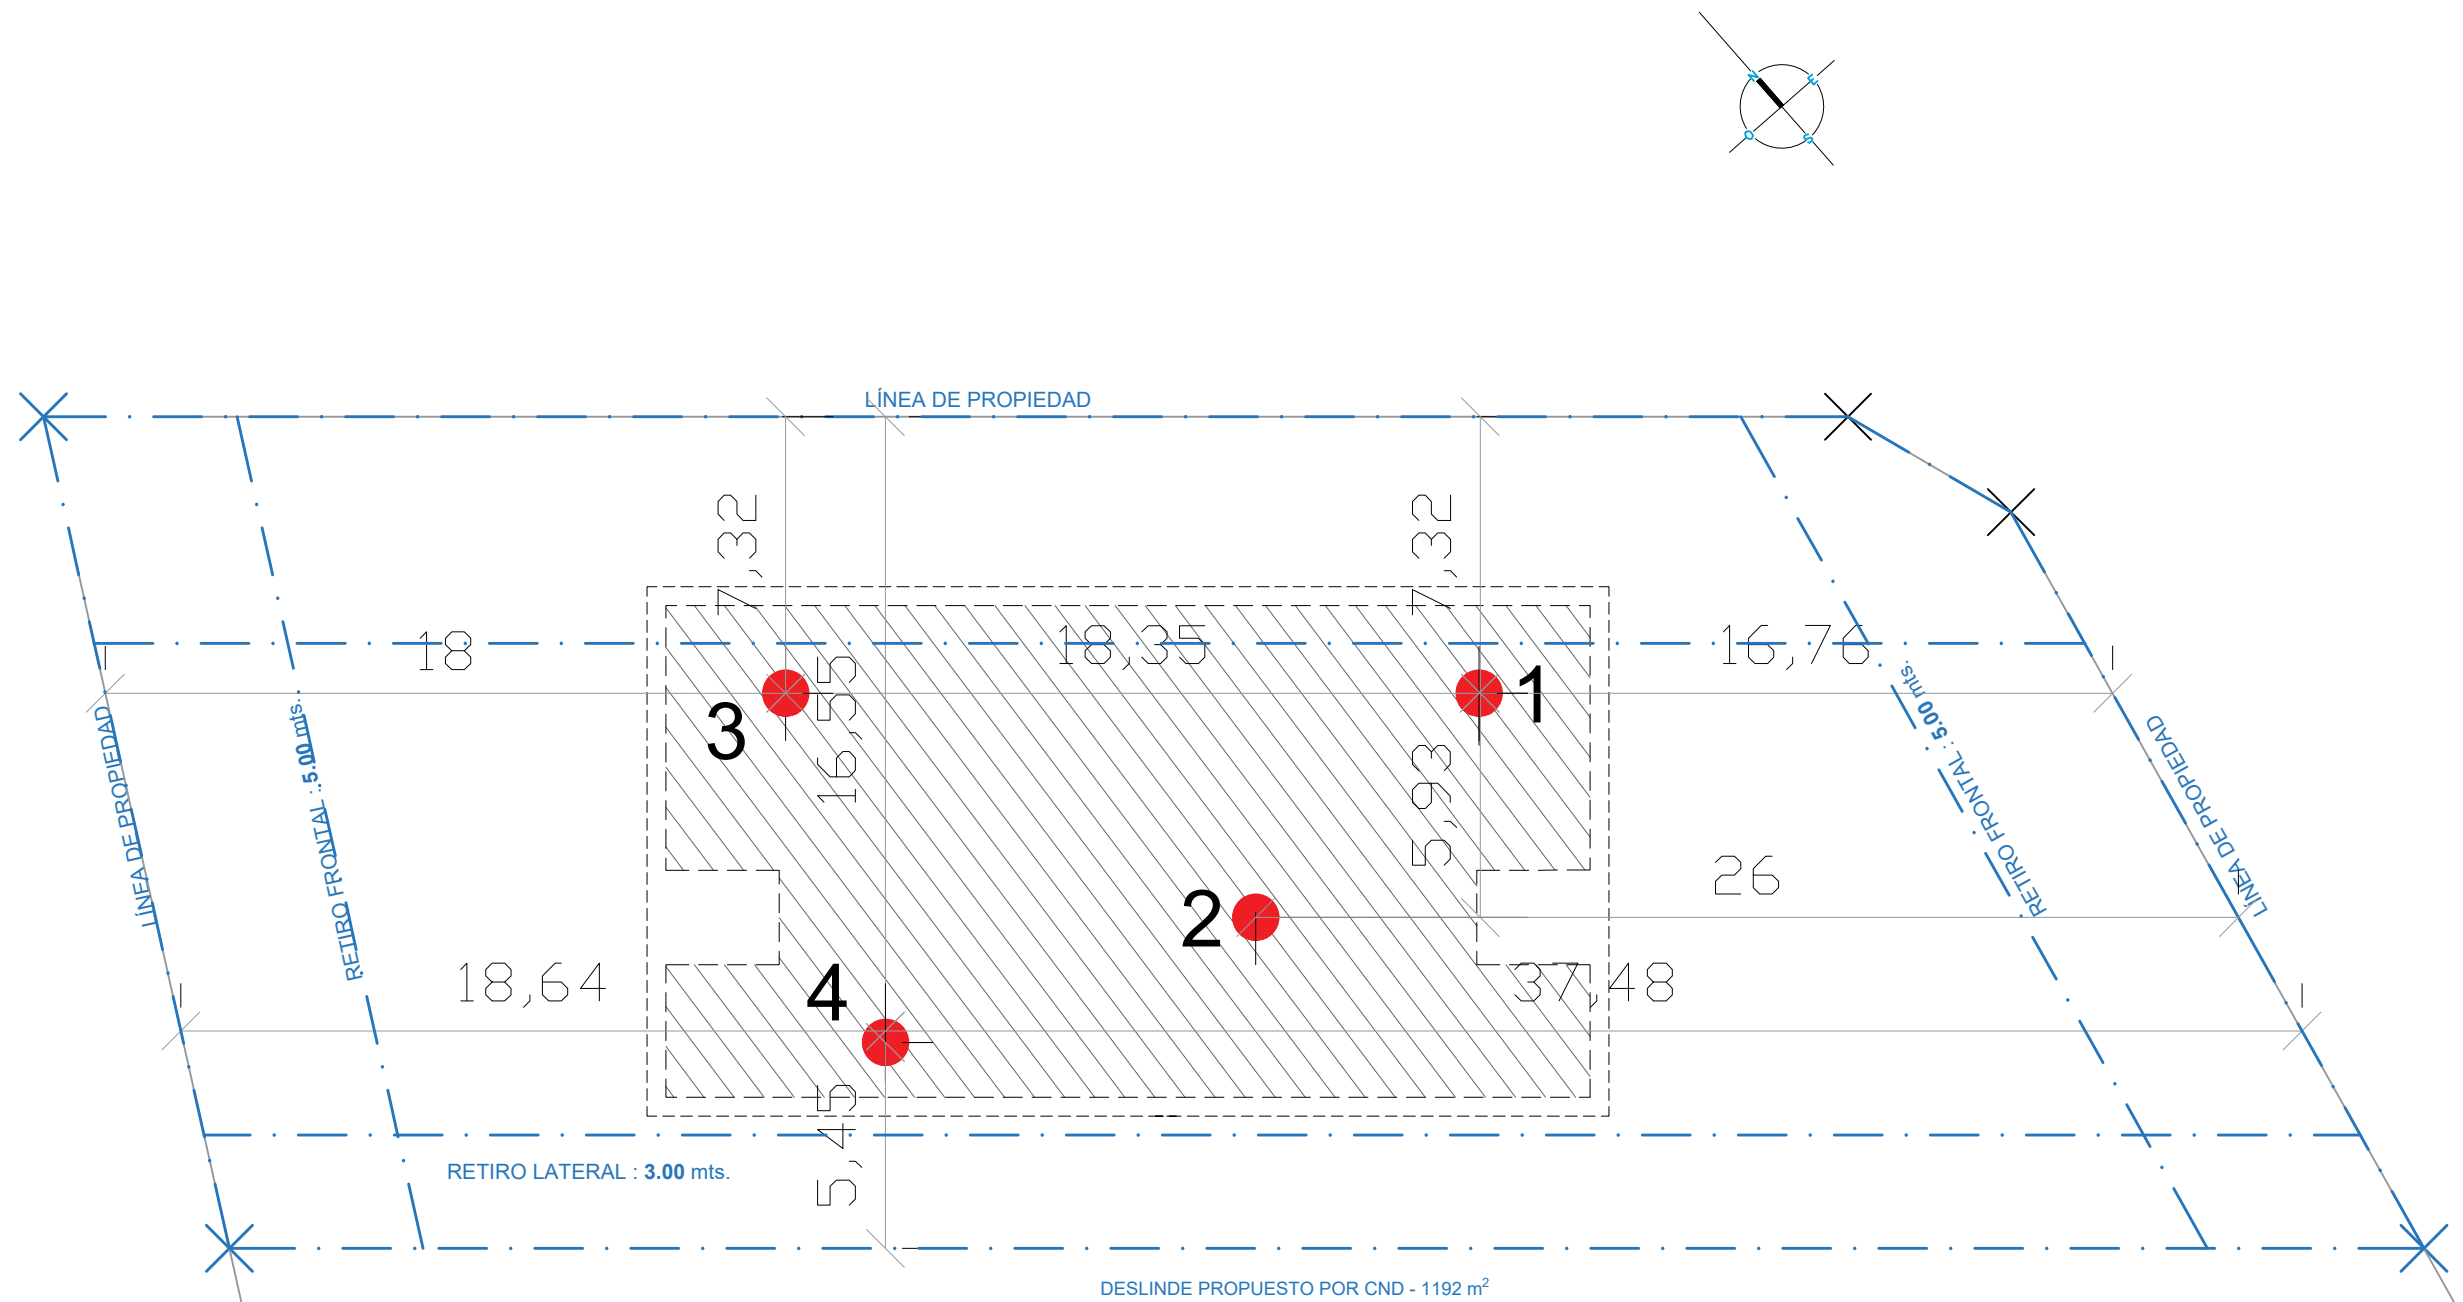 N
E
O
S
LÍNEA DE PROPIEDAD
7,32
7,32
18
18,35
16,76
3
16,35
1
5,93
LÍNEA DE PROPIEDAD
RETIRO FRONTAL : 5.00 mts.
RETIRO FRONTAL : 5.00 mts.
LÍNEA DE PROPIEDAD
26
2
18,64
4
37,48
5,45
RETIRO LATERAL : 3.00 mts.
DESLINDE PROPUESTO POR CND - 1192 m²